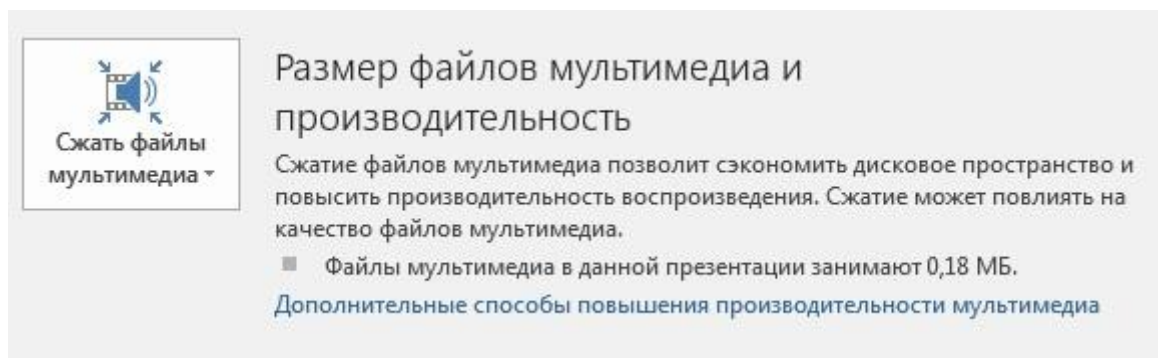 Сжать файлы
мультимедиа
Размер файлов мультимедиа и
производительность
Сжатие файлов мультимедиа позволит сэкономить дисковое пространство и
повысить производительность воспроизведения. Сжатие может повлиять на
качество файлов мультимедиа.
Файлы мультимедиа в данной презентации занимают 0,18 МБ.
Дополнительные способы повышения производительности мультимедиа